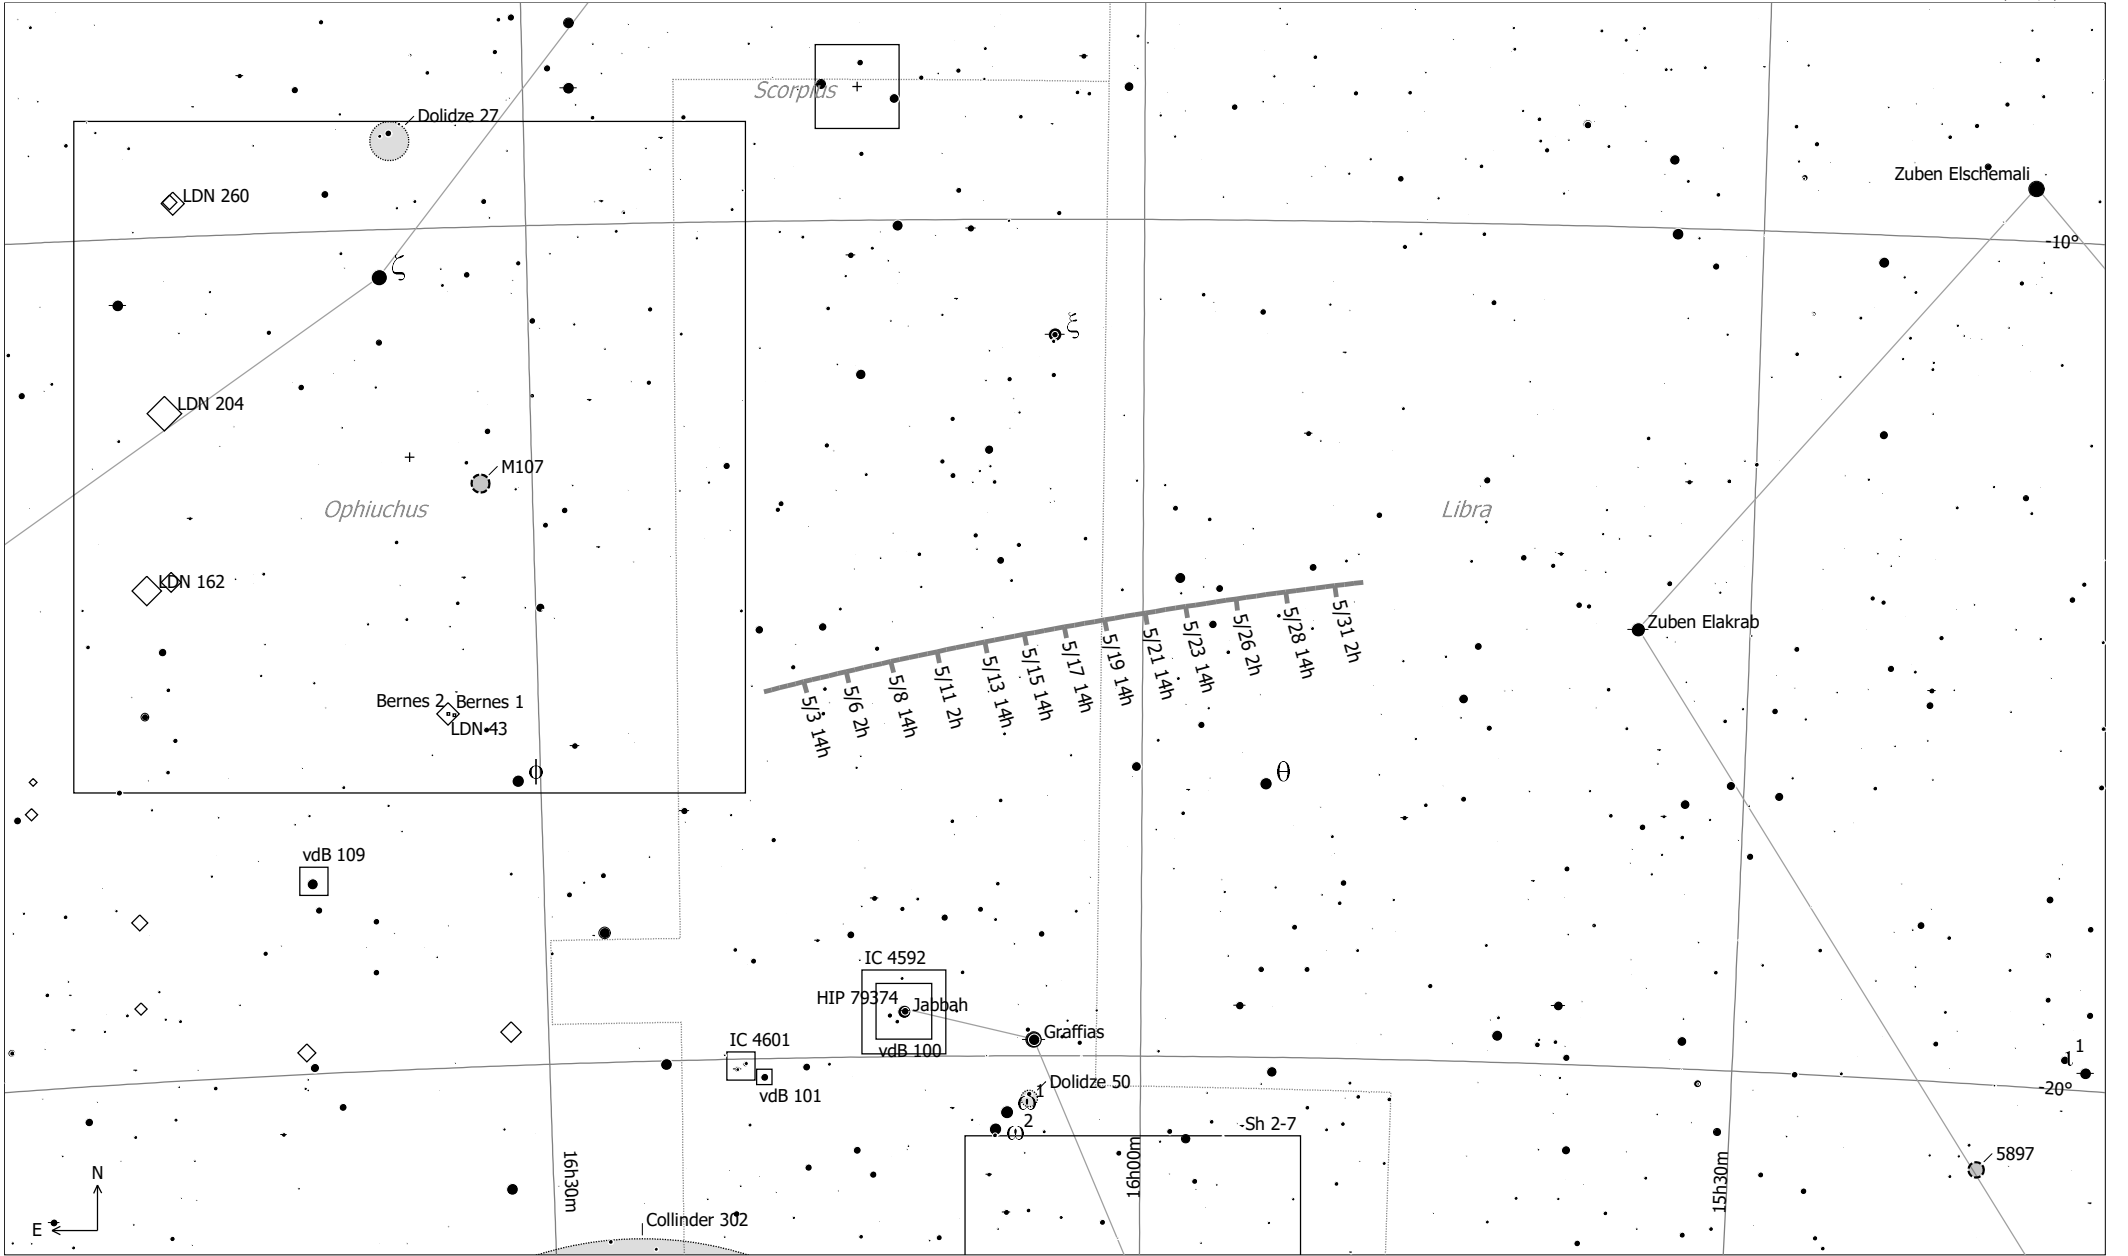 Scorpius
Dolidze 27
Zuben Elschemali
LDN 260
-10°
ζ
ξ
LDN 204
M107
Ophiuchus
Libra
LDN 162
Zuben Elakrab
5/3 14h
5/6 2h
5/8 14h
5/11 2h
5/13 14h
5/15 14h
5/17 14h
5/19 14h
5/21 14h
5/23 14h
5/26 2h
5/28 14h
5/31 2h
Bernes 2
Bernes 1
LDN 43
ϕ
θ
vdB 109
IC 4592
HIP 79374
Jabbah
Graffias
vdB 100
IC 4601
ι1
vdB 101
Dolidze 50
-20°
ω1
ω2
Sh 2-7
16h30m
16h00m
15h30m
5897
N
E
Collinder 302